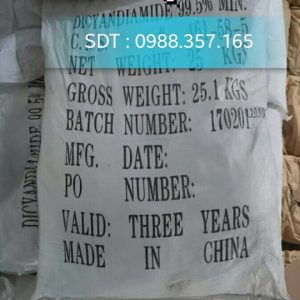 DICYANDIAMIDE 99.5% MIN.
SDT : 0988.357.165
NET WEIGHT: 25 KGS
GROSS WEIGHT: 25.1 KGS
BATCH NUMBER: 170201
MFG. DATE:
PO NUMBER:
VALID: THREE YEARS
MADE IN CHINA
DICYANDIAMIDE 99.5% MIN